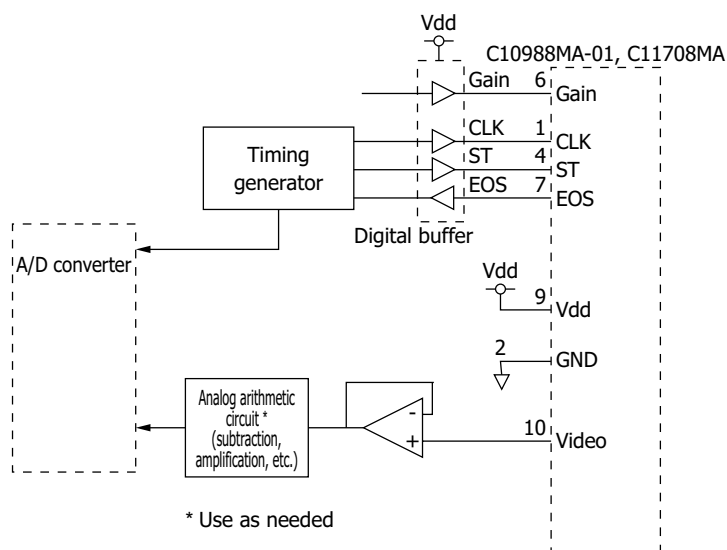 Vdd
C10988MA-01, C11708MA
Gain
6
Gain
CLK
1
CLK
Timing
generator
ST
4
ST
EOS
7
EOS
Digital buffer
A/D converter
Vdd
9
Vdd
2
GND
Analog arithmetic
circuit *
(subtraction,
amplification, etc.)
-
+
10
Video
* Use as needed